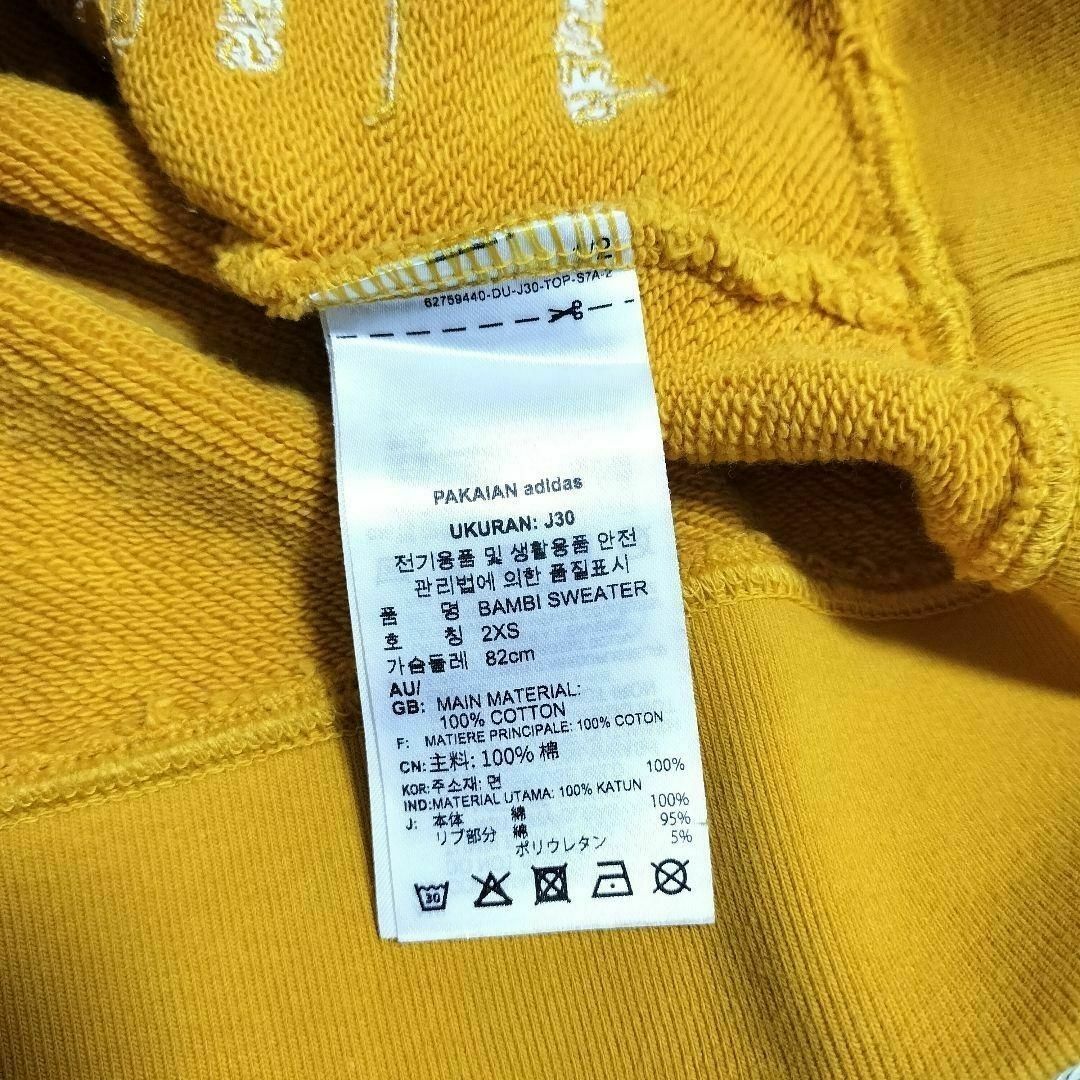 62759440-DU-J30-TOP-S7A-2
PAKAIAN adidas
UKURAN: J30
전기용품 및 생활용품 안전
관리법에 의한 품질표시
품 명 BAMBI SWEATER
호 칭 2XS
가슴둘레 82cm
AU/
GB: MAIN MATERIAL:
100% COTTON
F: MATIERE PRINCIPALE: 100% COTON
CN: 主料: 100% 棉
KOR: 주소재: 면 100%
IND: MATERIAL UTAMA: 100% KATUN
J: 本体 綿 100%
リブ部分 綿 95%
ポリウレタン 5%
30